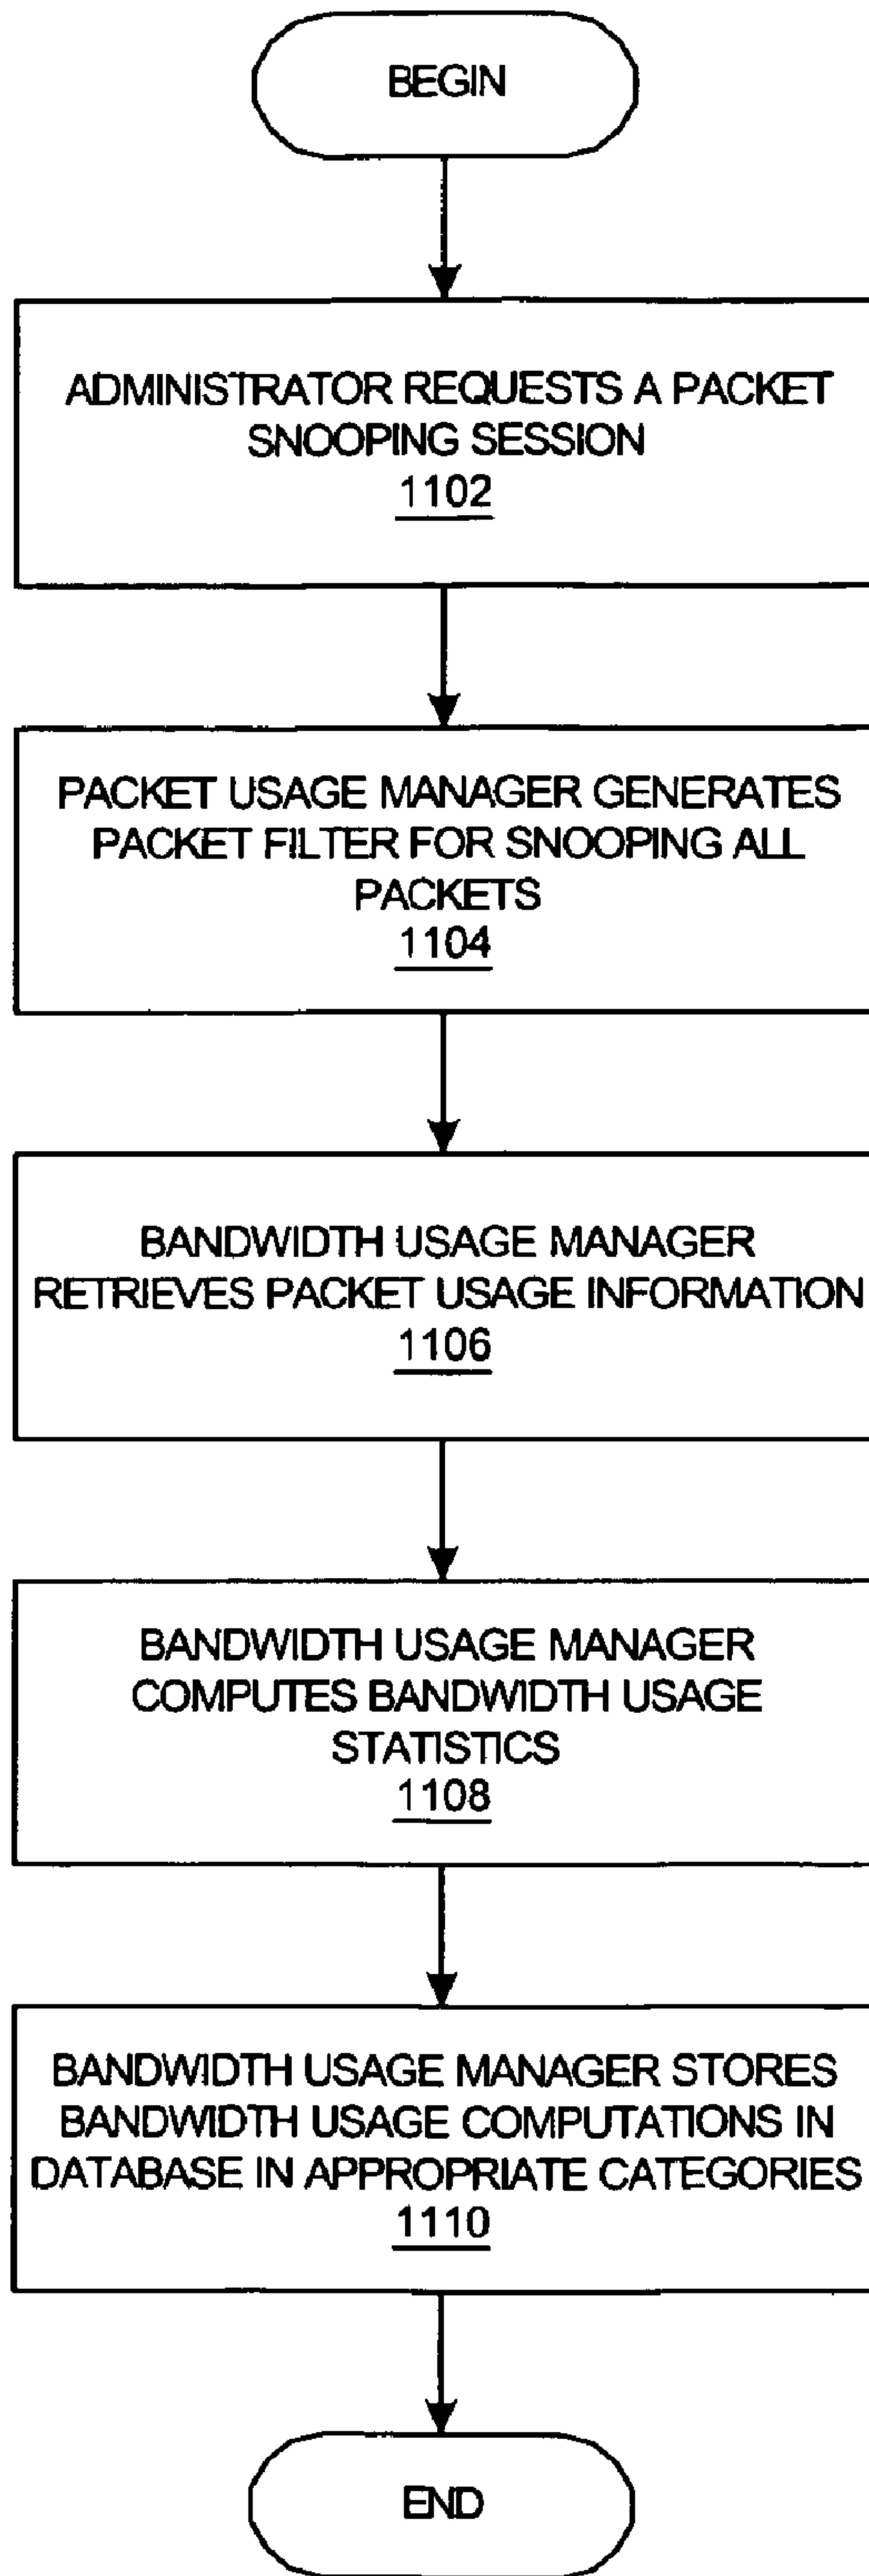 BEGIN
ADMINISTRATOR REQUESTS A PACKET
SNOOPING SESSION
1102
PACKET USAGE MANAGER GENERATES
PACKET FILTER FOR SNOOPING ALL
PACKETS
1104
BANDWIDTH USAGE MANAGER
RETRIEVES PACKET USAGE INFORMATION
1106
BANDWIDTH USAGE MANAGER
COMPUTES BANDWIDTH USAGE
STATISTICS
1108
BANDWIDTH USAGE MANAGER STORES
BANDWIDTH USAGE COMPUTATIONS IN
DATABASE IN APPROPRIATE CATEGORIES
1110
END